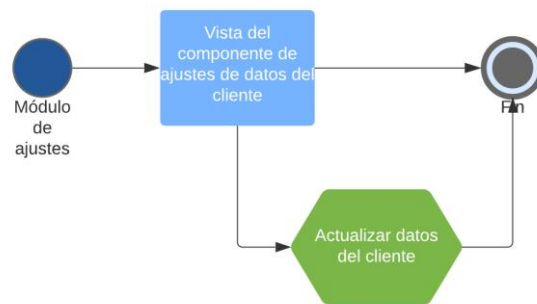 Vista del
componente de
ajustes de datos del
cliente
Módulo
de
ajustes
Fin
Actualizar datos
del cliente